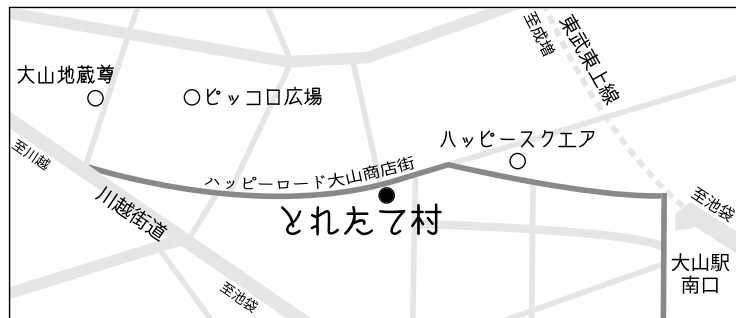 至成増
東武東上線
大山地蔵尊
ピッコロ広場
ハッピースクエア
至川越
ハッピーロード大山商店街
川越街道
とれたて村
至池袋
大山駅
南口
至池袋